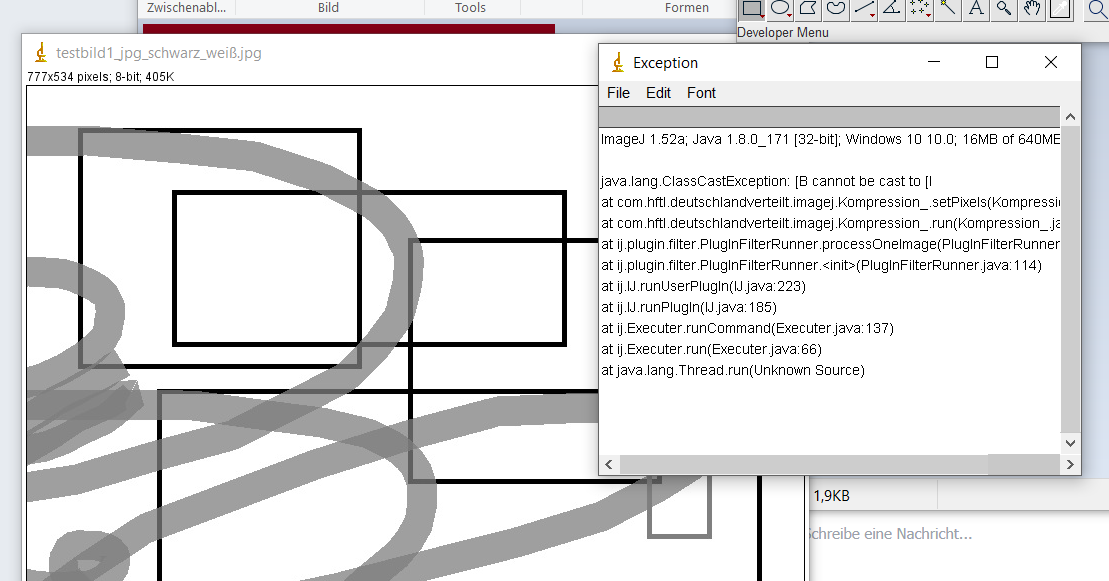 Zwischenabl...
Bild
Tools
Formen
Developer Menu
testbild1_jpg_schwarz_weiß.jpg
777x534 pixels; 8-bit; 405K
Exception
File Edit Font
ImageJ 1.52a; Java 1.8.0_171 [32-bit]; Windows 10 10.0; 16MB of 640MB
java.lang.ClassCastException: [B cannot be cast to [I
at com.hftl.deutschlandverteilt.imagej.Kompression_.setPixels(Kompressi
at com.hftl.deutschlandverteilt.imagej.Kompression_.run(Kompression_.ja
at ij.plugin.filter.PlugInFilterRunner.processOneImage(PlugInFilterRunner
at ij.plugin.filter.PlugInFilterRunner.<init>(PlugInFilterRunner.java:114)
at ij.IJ.runUserPlugIn(IJ.java:223)
at ij.IJ.runPlugIn(IJ.java:185)
at ij.Executer.runCommand(Executer.java:137)
at ij.Executer.run(Executer.java:66)
at java.lang.Thread.run(Unknown Source)
1,9KB
Schreibe eine Nachricht...